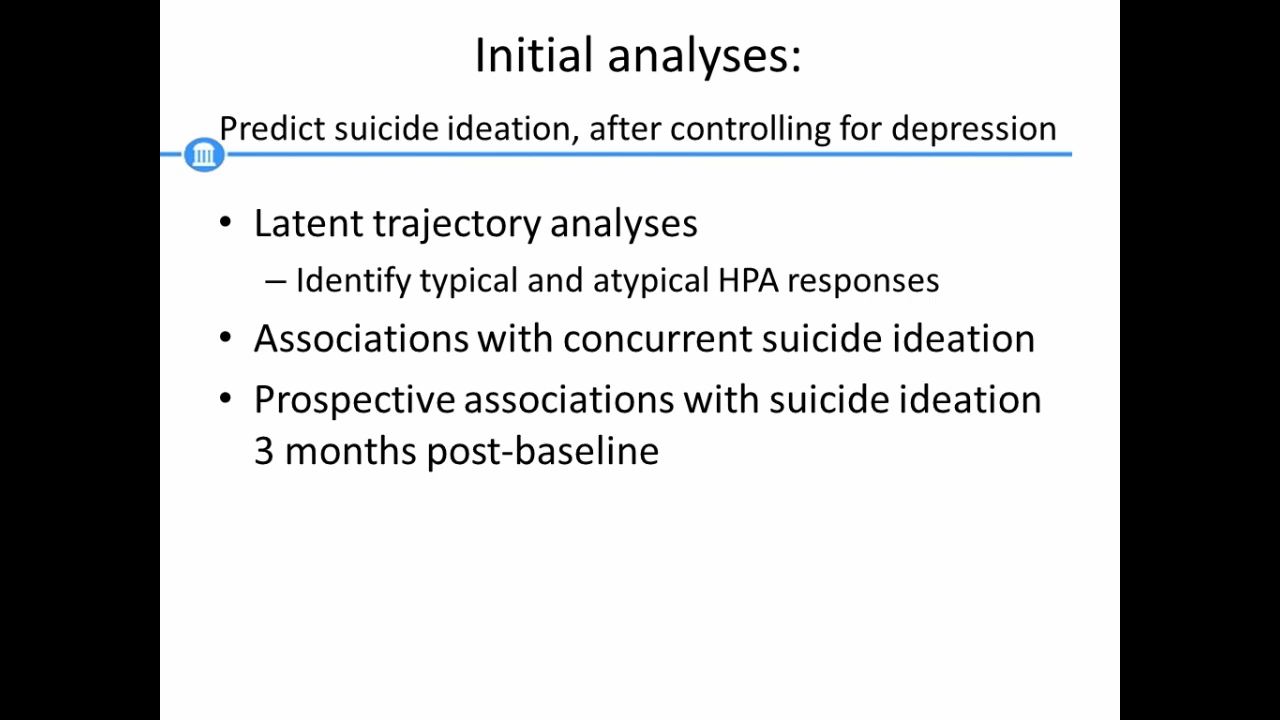 Initial analyses:
Predict suicide ideation, after controlling for depression
• Latent trajectory analyses
– Identify typical and atypical HPA responses
• Associations with concurrent suicide ideation
• Prospective associations with suicide ideation
3 months post-baseline